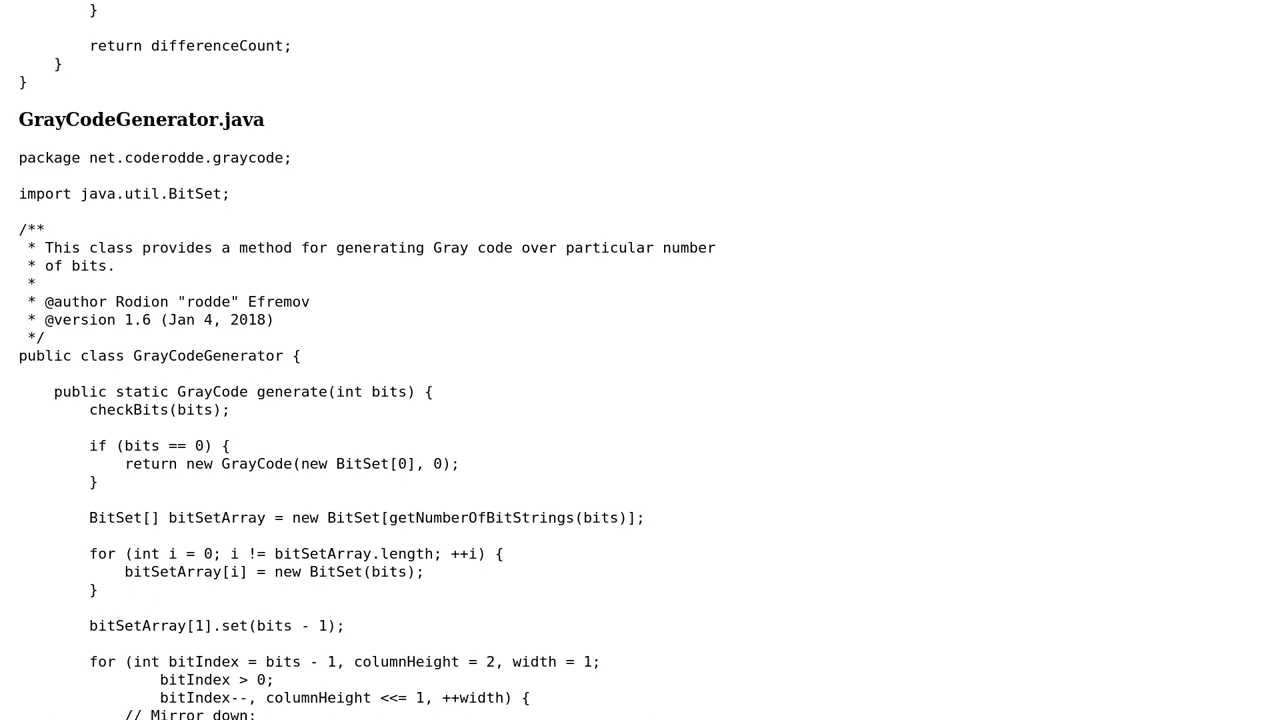 }

        return differenceCount;
    }
}
GrayCodeGenerator.java
package net.coderodde.graycode;

import java.util.BitSet;

/**
 * This class provides a method for generating Gray code over particular number
 * of bits.
 *
 * @author Rodion "rodde" Efremov
 * @version 1.6 (Jan 4, 2018)
 */
public class GrayCodeGenerator {

    public static GrayCode generate(int bits) {
        checkBits(bits);

        if (bits == 0) {
            return new GrayCode(new BitSet[0], 0);
        }

        BitSet[] bitSetArray = new BitSet[getNumberOfBitStrings(bits)];

        for (int i = 0; i != bitSetArray.length; ++i) {
            bitSetArray[i] = new BitSet(bits);
        }

        bitSetArray[1].set(bits - 1);

        for (int bitIndex = bits - 1, columnHeight = 2, width = 1;
                bitIndex > 0;
                bitIndex--, columnHeight <<= 1, ++width) {
            // Mirror down: